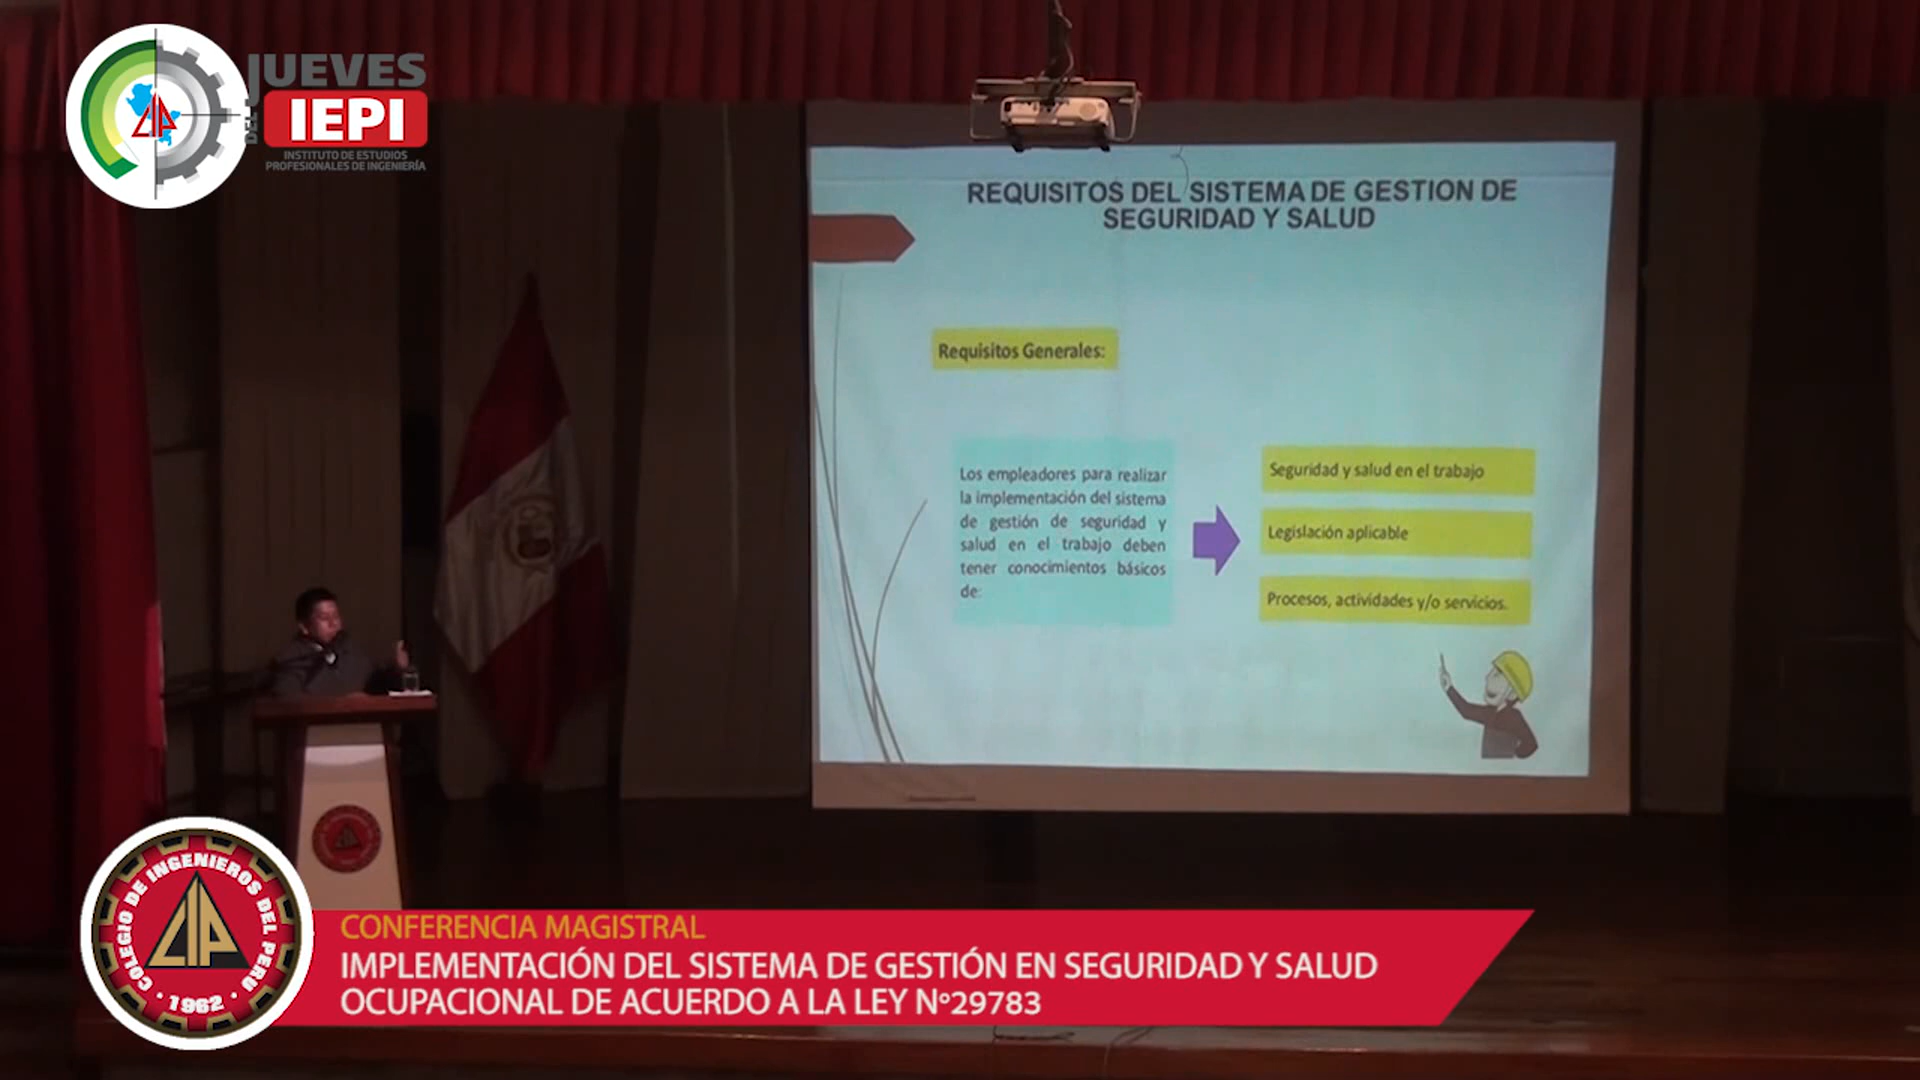 JUEVES
DEL
IEPI
INSTITUTO DE ESTUDIOS
PROFESIONALES DE INGENIERÍA
REQUISITOS DEL SISTEMA DE GESTION DE
SEGURIDAD Y SALUD
Requisitos Generales:
Los empleadores para realizar
la implementación del sistema
de gestión de seguridad y
salud en el trabajo deben
tener conocimientos básicos
de:
Seguridad y salud en el trabajo
Legislación aplicable
Procesos, actividades y/o servicios.
COLEGIO DE INGENIEROS DEL PERU
CIP
· 1962 ·
CONFERENCIA MAGISTRAL
IMPLEMENTACIÓN DEL SISTEMA DE GESTIÓN EN SEGURIDAD Y SALUD
OCUPACIONAL DE ACUERDO A LA LEY N°29783